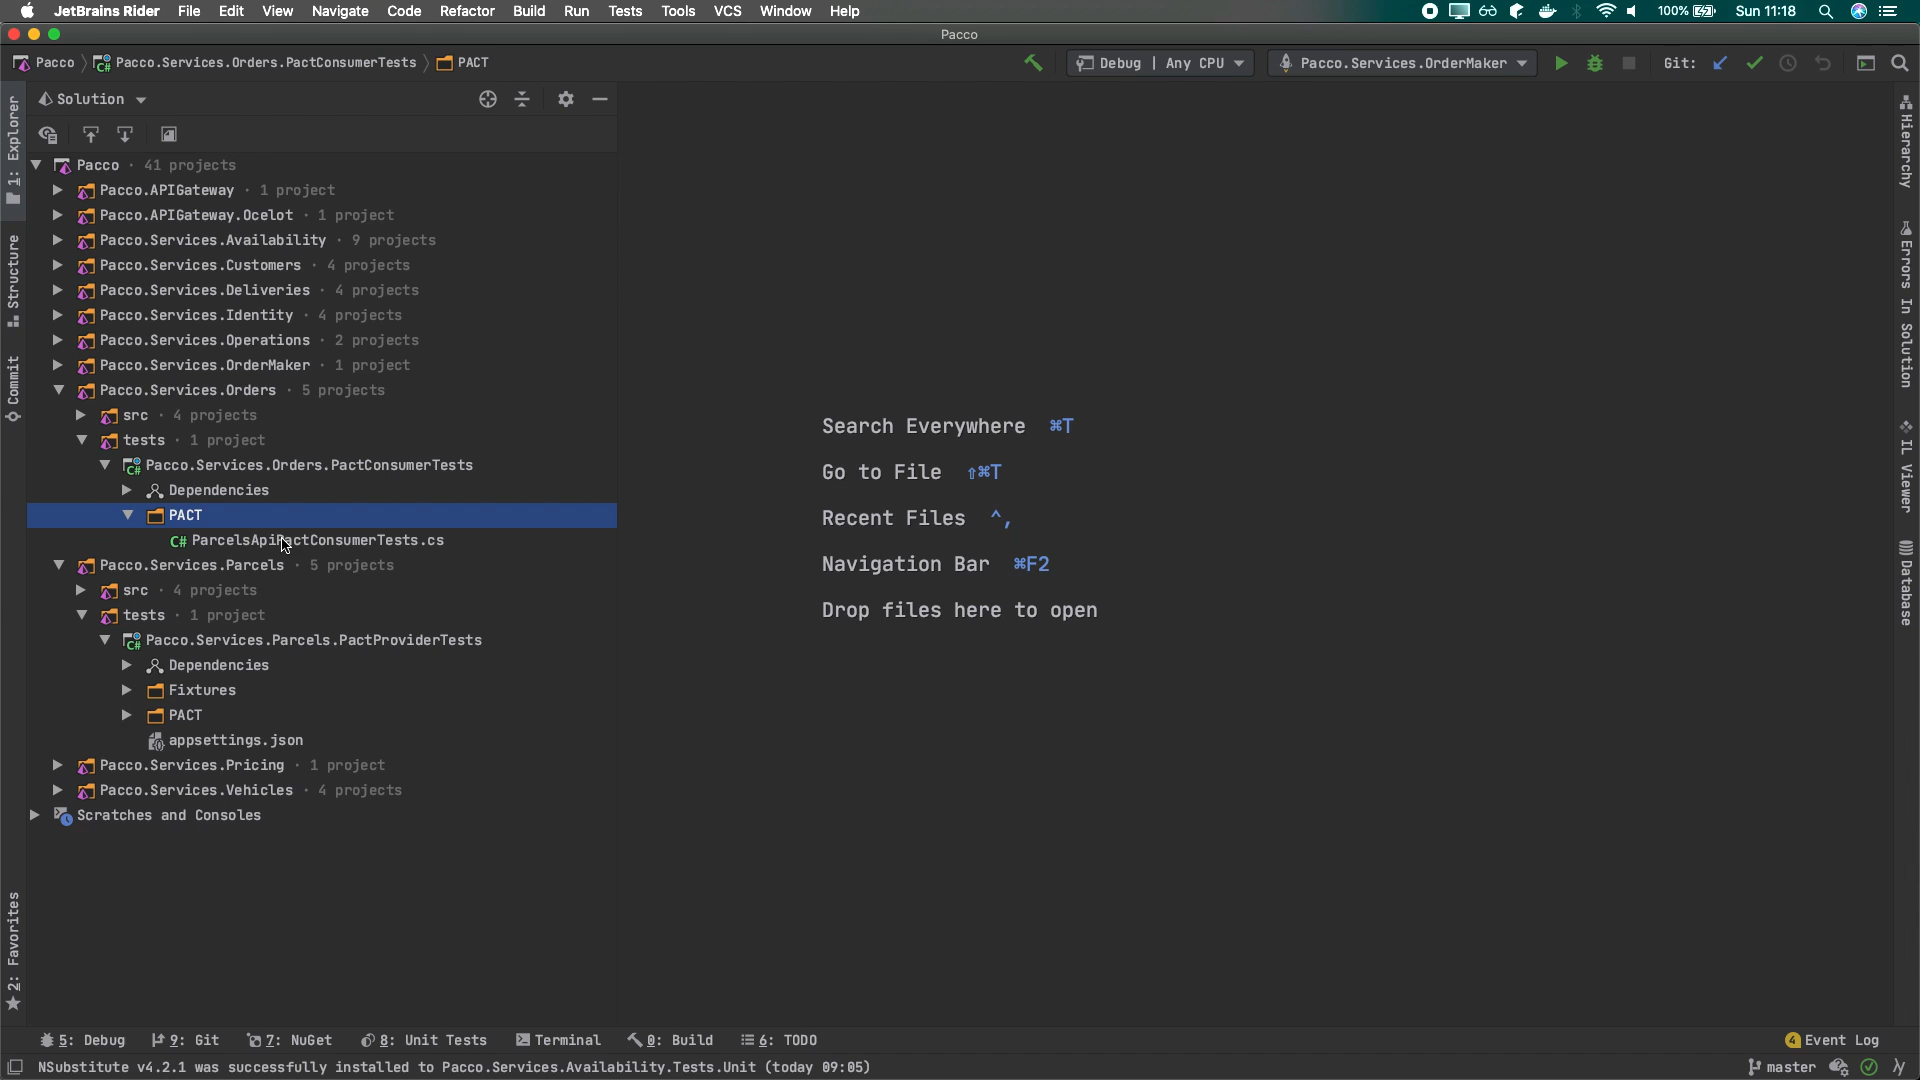 JetBrains Rider File Edit View Navigate Code Refactor Build Run Tests Tools VCS Window Help 100% Sun 11:18
Pacco
Pacco Pacco.Services.Orders.PactConsumerTests PACT Debug | Any CPU Pacco.Services.OrderMaker Git:
Solution
1: Explorer
Structure
Commit
2: Favorites
Pacco · 41 projects
Pacco.APIGateway · 1 project
Pacco.APIGateway.Ocelot · 1 project
Pacco.Services.Availability · 9 projects
Pacco.Services.Customers · 4 projects
Pacco.Services.Deliveries · 4 projects
Pacco.Services.Identity · 4 projects
Pacco.Services.Operations · 2 projects
Pacco.Services.OrderMaker · 1 project
Pacco.Services.Orders · 5 projects
src · 4 projects
tests · 1 project
C# Pacco.Services.Orders.PactConsumerTests
Dependencies
PACT
C# ParcelsApiPactConsumerTests.cs
Pacco.Services.Parcels · 5 projects
src · 4 projects
tests · 1 project
C# Pacco.Services.Parcels.PactProviderTests
Dependencies
Fixtures
PACT
appsettings.json
Pacco.Services.Pricing · 1 project
Pacco.Services.Vehicles · 4 projects
Scratches and Consoles
Search Everywhere ⌘T
Go to File ⇧⌘T
Recent Files ^,
Navigation Bar ⌘F2
Drop files here to open
Hierarchy
Errors In Solution
IL Viewer
Database
5: Debug 9: Git 7: NuGet 8: Unit Tests Terminal 0: Build 6: TODO 4 Event Log
NSubstitute v4.2.1 was successfully installed to Pacco.Services.Availability.Tests.Unit (today 09:05) master